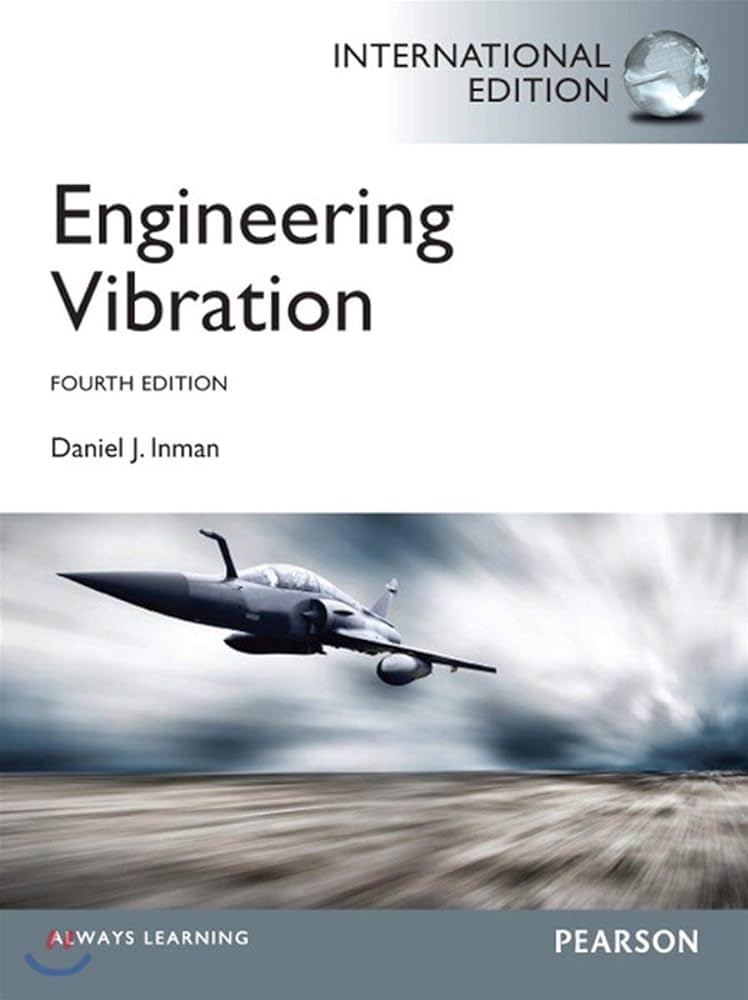 INTERNATIONAL
EDITION
Engineering
Vibration
FOURTH EDITION
Daniel J. Inman
ALWAYS LEARNING
PEARSON